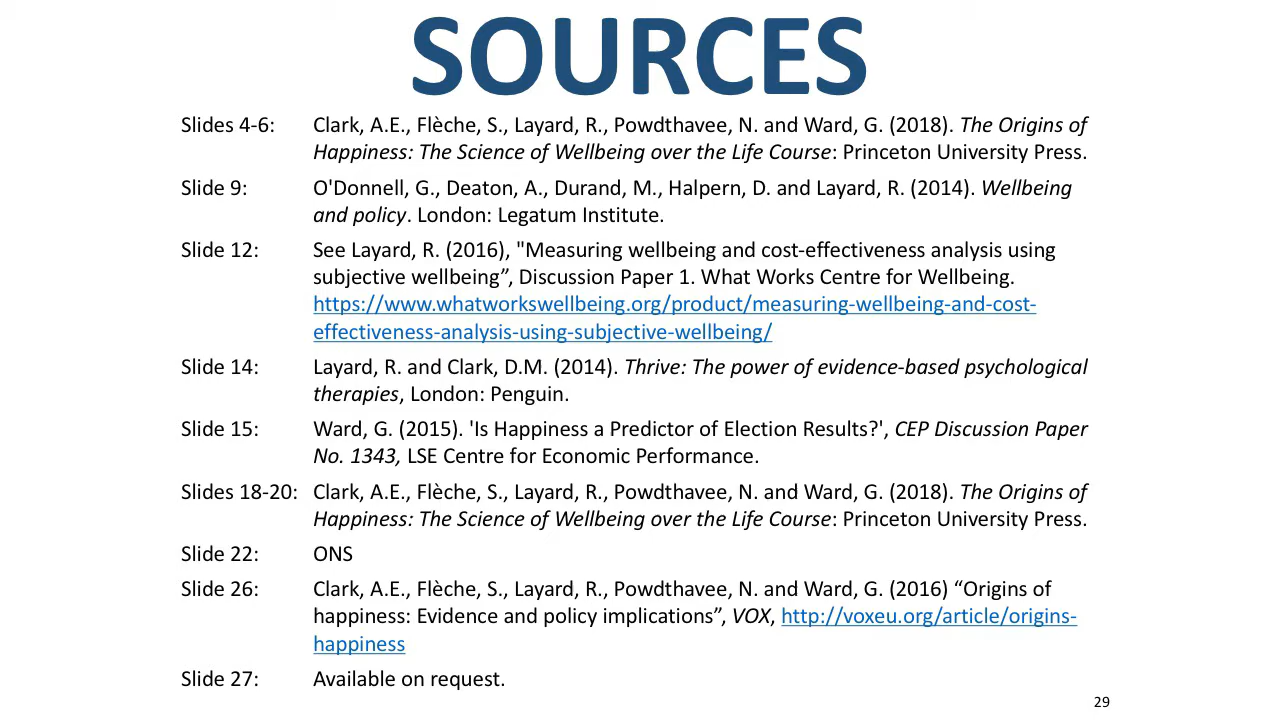 SOURCES
Slides 4-6: Clark, A.E., Flèche, S., Layard, R., Powdthavee, N. and Ward, G. (2018). The Origins of
Happiness: The Science of Wellbeing over the Life Course: Princeton University Press.
Slide 9: O'Donnell, G., Deaton, A., Durand, M., Halpern, D. and Layard, R. (2014). Wellbeing
and policy. London: Legatum Institute.
Slide 12: See Layard, R. (2016), "Measuring wellbeing and cost-effectiveness analysis using
subjective wellbeing”, Discussion Paper 1. What Works Centre for Wellbeing.
https://www.whatworkswellbeing.org/product/measuring-wellbeing-and-cost-
effectiveness-analysis-using-subjective-wellbeing/
Slide 14: Layard, R. and Clark, D.M. (2014). Thrive: The power of evidence-based psychological
therapies, London: Penguin.
Slide 15: Ward, G. (2015). 'Is Happiness a Predictor of Election Results?', CEP Discussion Paper
No. 1343, LSE Centre for Economic Performance.
Slides 18-20: Clark, A.E., Flèche, S., Layard, R., Powdthavee, N. and Ward, G. (2018). The Origins of
Happiness: The Science of Wellbeing over the Life Course: Princeton University Press.
Slide 22: ONS
Slide 26: Clark, A.E., Flèche, S., Layard, R., Powdthavee, N. and Ward, G. (2016) “Origins of
happiness: Evidence and policy implications”, VOX, http://voxeu.org/article/origins-
happiness
Slide 27: Available on request.
29